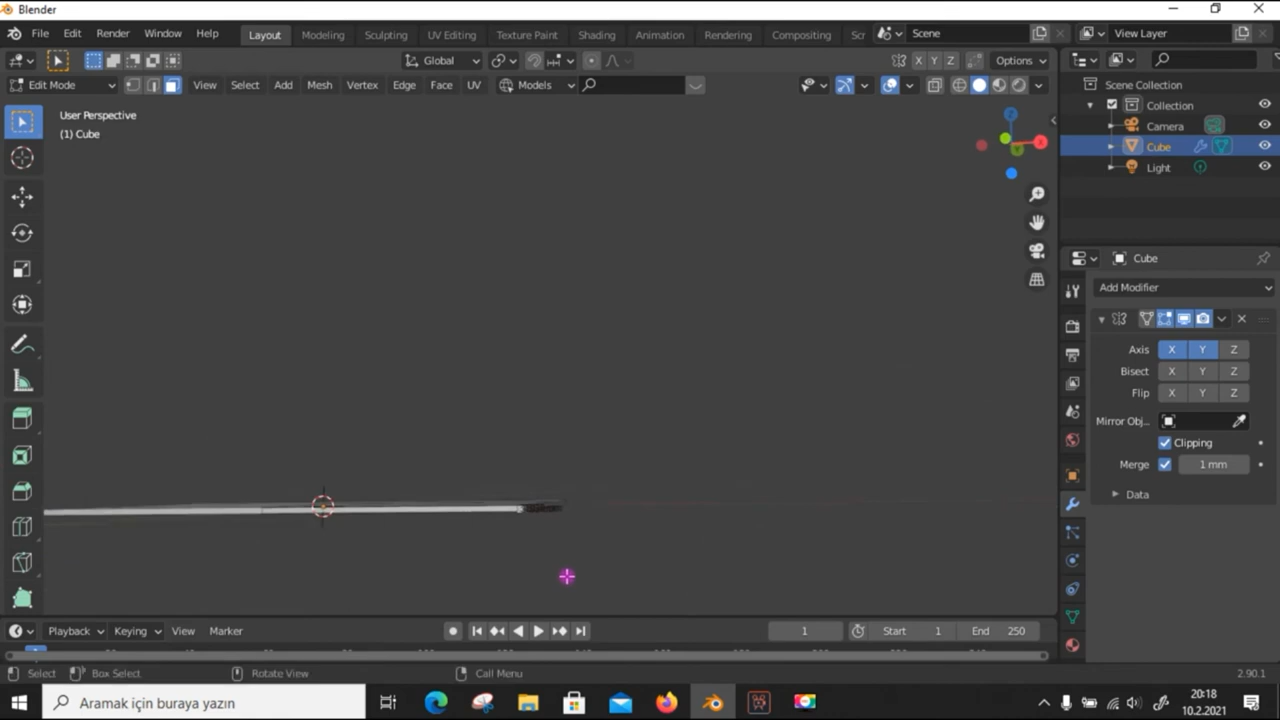 Blender
File Edit Render Window Help Layout Modeling Sculpting UV Editing Texture Paint Shading Animation Rendering Compositing Scr Scene View Layer
Global X Y Z Options
Edit Mode View Select Add Mesh Vertex Edge Face UV Models
User Perspective
(1) Cube
Z
X
Y
Scene Collection
Collection
Camera
Cube
Light
Cube
Add Modifier
Axis X Y Z
Bisect X Y Z
Flip X Y Z
Mirror Obj...
Clipping
Merge 1 mm
Data
Playback Keying View Marker 1 Start 1 End 250
Select Box Select Rotate View Call Menu 2.90.1
Aramak için buraya yazın
20:18
10.2.2021